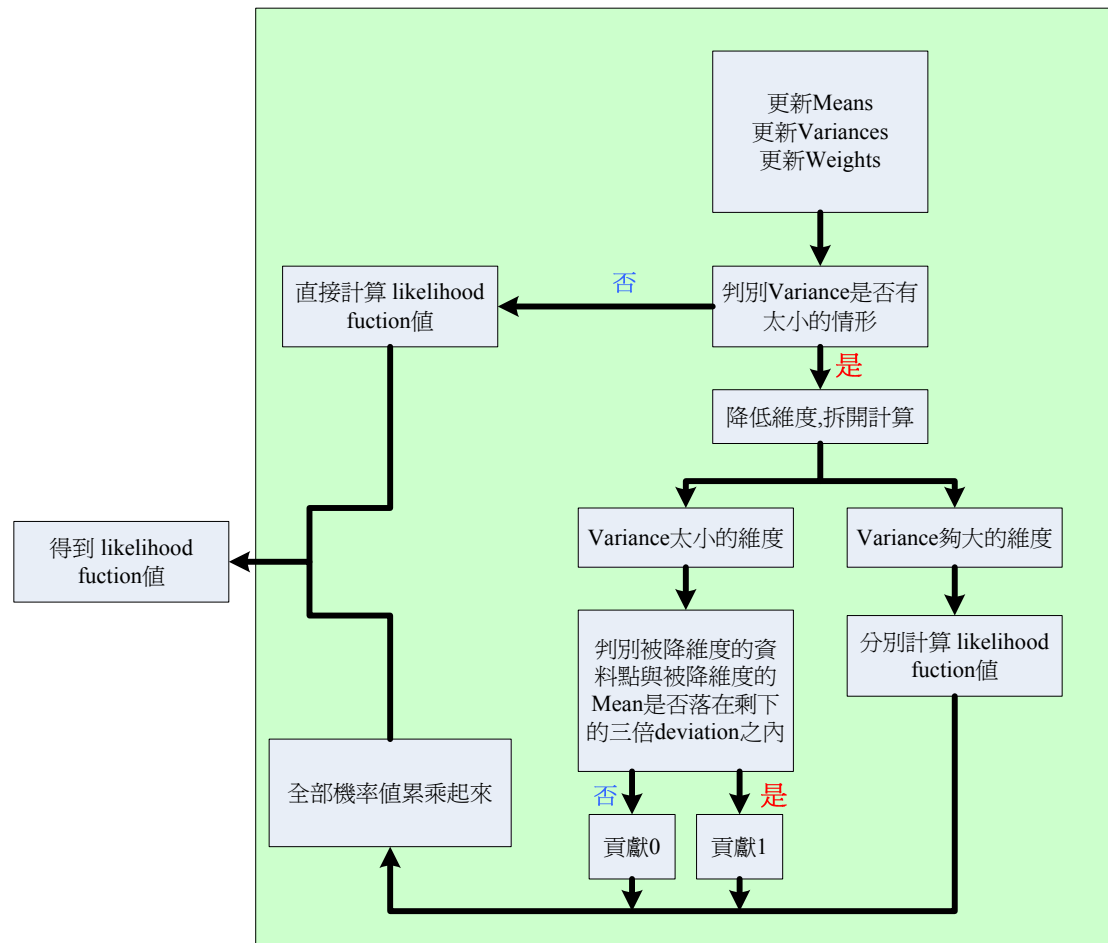 更新Means
更新Variances
更新Weights
否
直接計算 likelihood
fuction值
判別Variance是否有
太小的情形
是
降低維度,拆開計算
Variance太小的維度
Variance夠大的維度
得到 likelihood
fuction值
判別被降維度的資
料點與被降維度的
Mean是否落在剩下
的三倍deviation之內
分別計算 likelihood
fuction值
全部機率值累乘起來
否
是
貢獻0
貢獻1